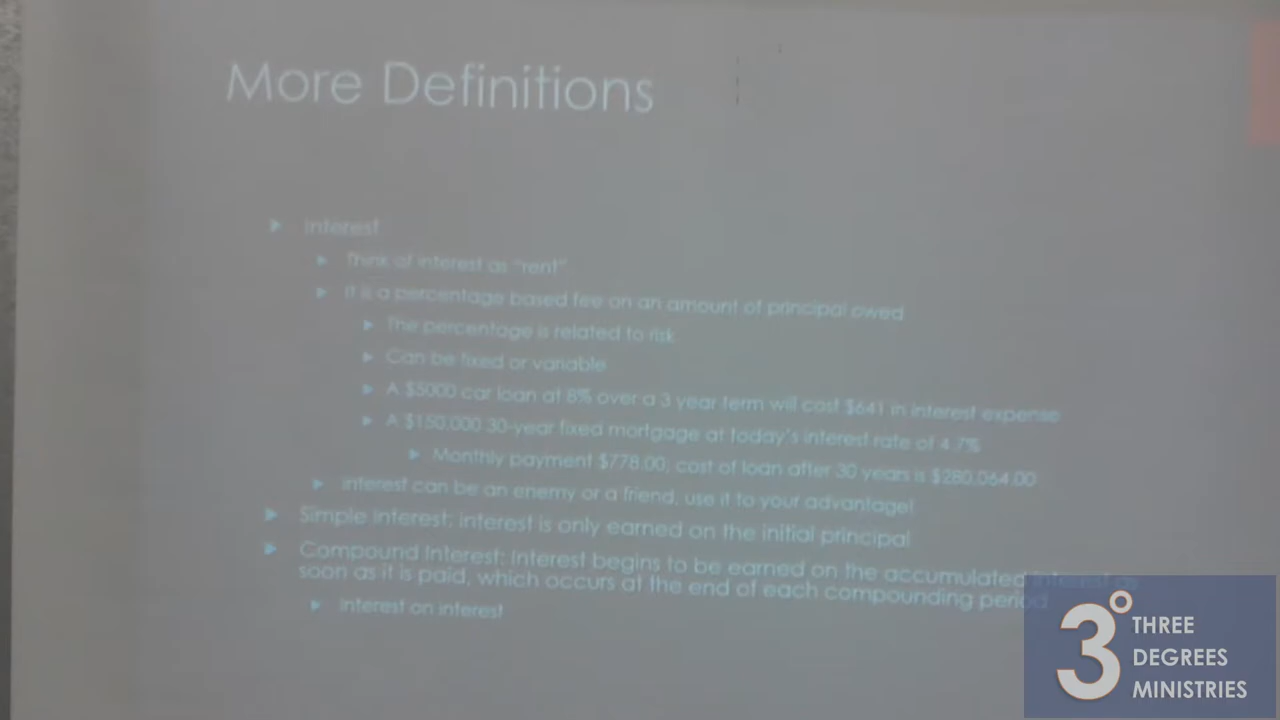 More Definitions
Interest
Think of interest as "rent"
It is a percentage based fee on an amount of principal owed
The percentage is related to risk
Can be fixed or variable
A $5000 car loan at 8% over a 3 year term will cost $641 in interest expense
A $150,000 30-year fixed mortgage at today's interest rate of 4.7%
Monthly payment $778.00; cost of loan after 30 years is $280,064.00
Interest can be an enemy or a friend, use it to your advantage!
Simple Interest: interest is only earned on the initial principal
Compound Interest: Interest begins to be earned on the accumulated interest as
soon as it is paid, which occurs at the end of each compounding period
Interest on interest
3° THREE
DEGREES
MINISTRIES